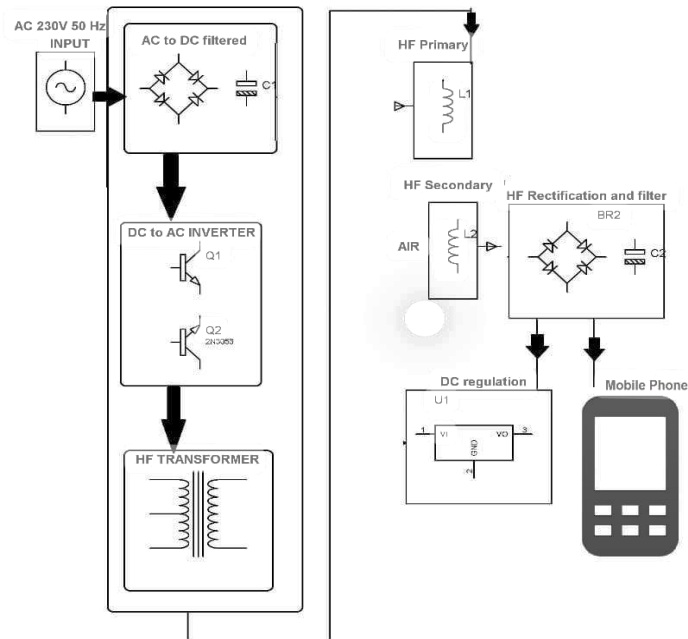 AC 230V 50 Hz
INPUT
AC to DC filtered
C1
DC to AC INVERTER
Q1
Q2
2N3053
HF TRANSFORMER
HF Primary
L1
HF Secondary
L2
AIR
HF Rectification and filter
BR2
C2
DC regulation
U1
1
VI
VO
3
GND
2
Mobile Phone